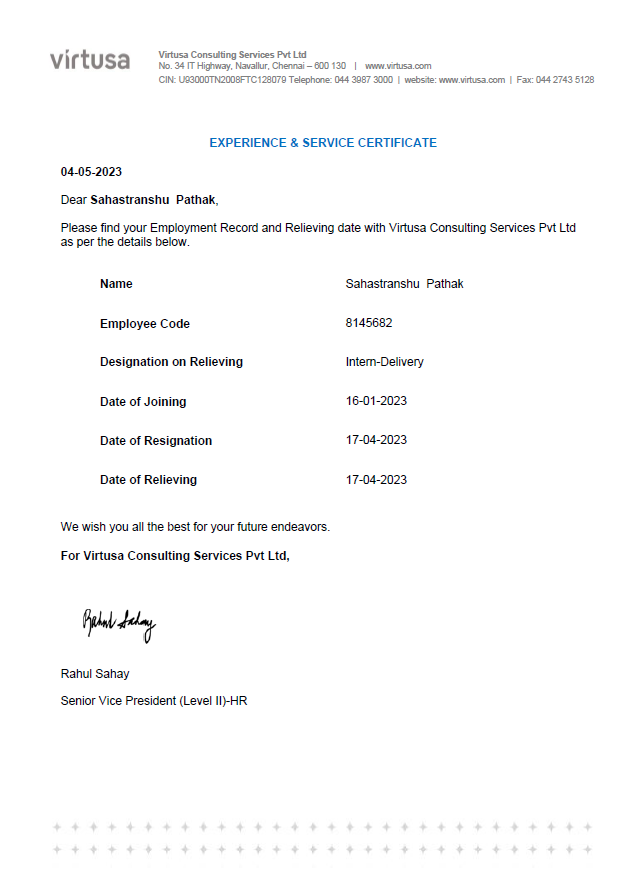 virtusa
Virtusa Consulting Services Pvt Ltd
No. 34 IT Highway, Navallur, Chennai – 600 130 | www.virtusa.com
CIN: U93000TN2008FTC128079 Telephone: 044 3987 3000 | website: www.virtusa.com | Fax: 044 2743 5128
EXPERIENCE & SERVICE CERTIFICATE
04-05-2023
Dear Sahastranshu Pathak,
Please find your Employment Record and Relieving date with Virtusa Consulting Services Pvt Ltd
as per the details below.
Name Sahastranshu Pathak
Employee Code 8145682
Designation on Relieving Intern-Delivery
Date of Joining 16-01-2023
Date of Resignation 17-04-2023
Date of Relieving 17-04-2023
We wish you all the best for your future endeavors.
For Virtusa Consulting Services Pvt Ltd,
Rahul Sahay
Rahul Sahay
Senior Vice President (Level II)-HR